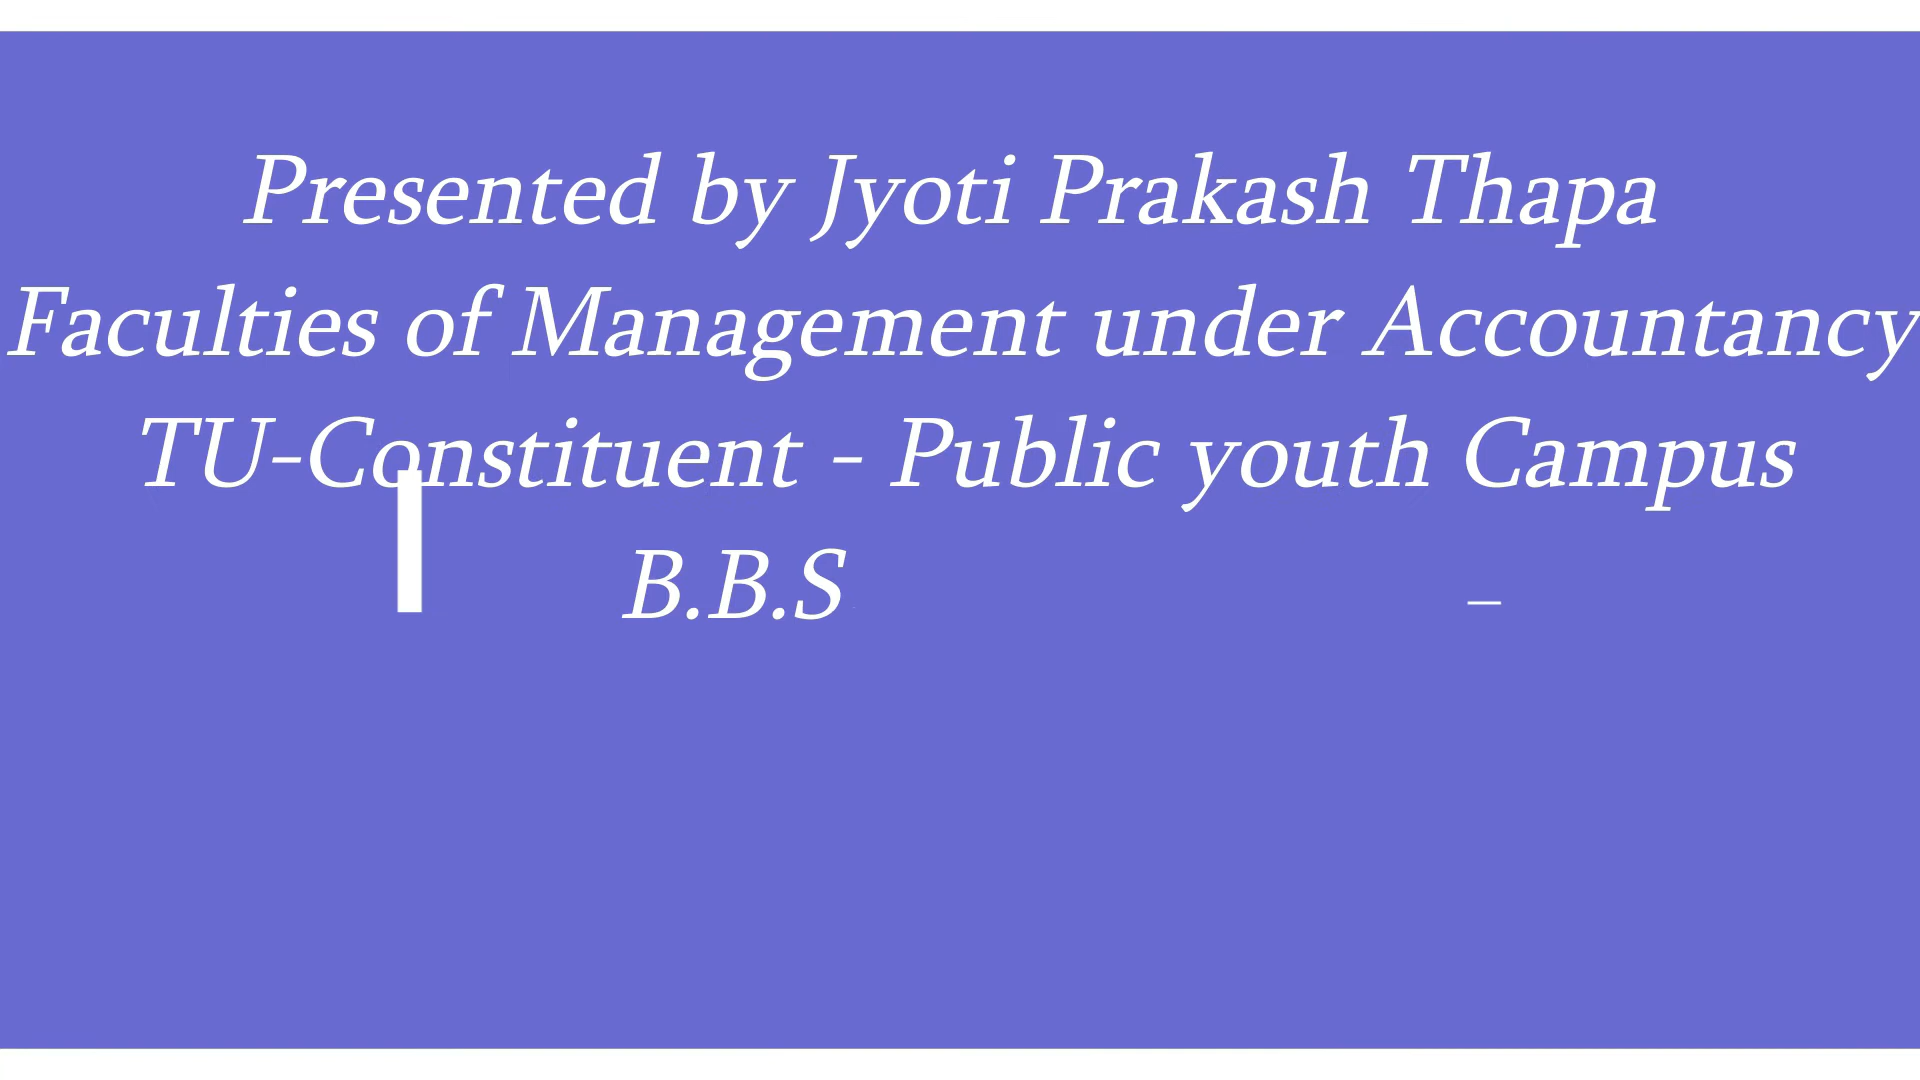 Presented by Jyoti Prakash Thapa
Faculties of Management under Accountancy
TU-Constituent - Public youth Campus
B.B.S